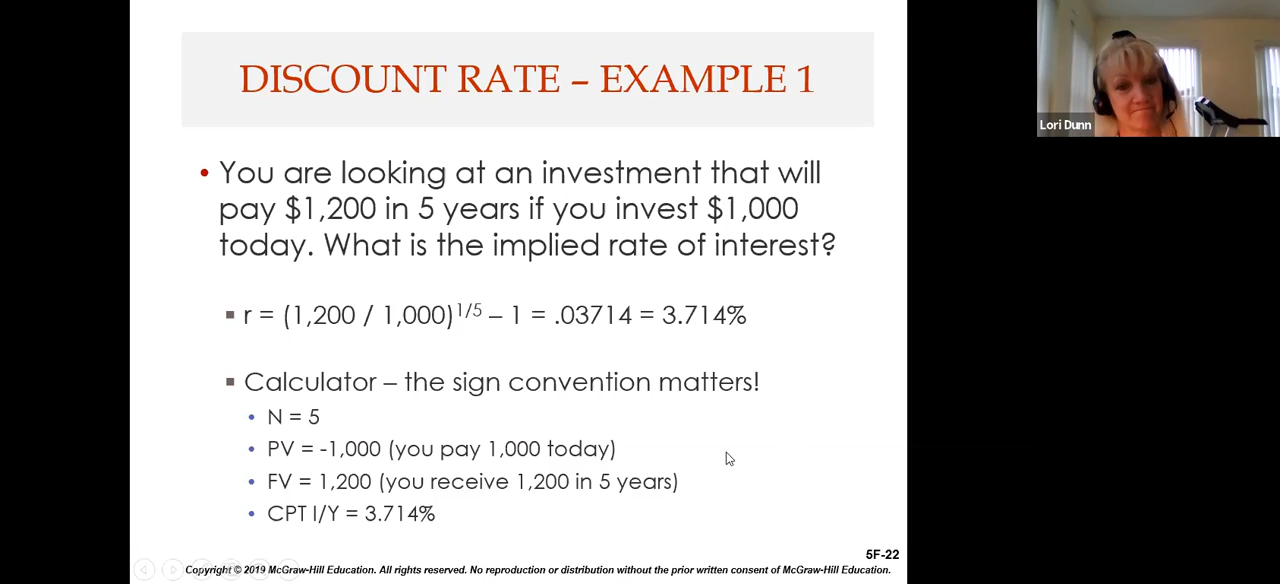 DISCOUNT RATE – EXAMPLE 1
• You are looking at an investment that will
pay $1,200 in 5 years if you invest $1,000
today. What is the implied rate of interest?
▪ r = (1,200 / 1,000)^1/5 – 1 = .03714 = 3.714%
▪ Calculator – the sign convention matters!
• N = 5
• PV = -1,000 (you pay 1,000 today)
• FV = 1,200 (you receive 1,200 in 5 years)
• CPT I/Y = 3.714%
5F-22
Copyright © 2019 McGraw-Hill Education. All rights reserved. No reproduction or distribution without the prior written consent of McGraw-Hill Education.
Lori Dunn